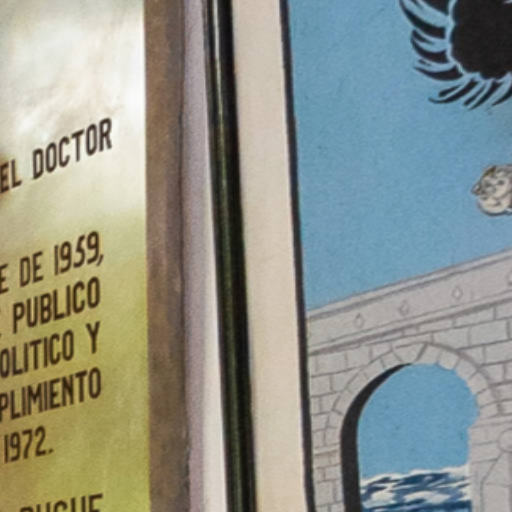 EL DOCTOR
E DE 1959,
PUBLICO
OLITICO Y
PLIMIENTO
1972.